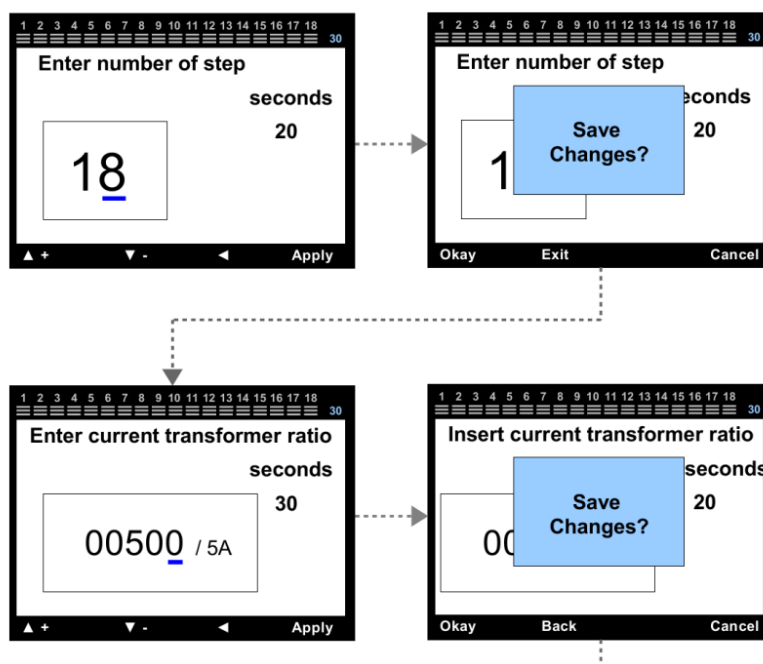 1 2 3 4 5 6 7 8 9 10 11 12 13 14 15 16 17 18
30
Enter number of step
seconds
20
18
▲ + ▼ - ◄ Apply
1 2 3 4 5 6 7 8 9 10 11 12 13 14 15 16 17 18
30
Enter number of step
econds
Save
Changes?
20
1
Okay Exit Cancel
1 2 3 4 5 6 7 8 9 10 11 12 13 14 15 16 17 18
30
Enter current transformer ratio
seconds
30
00500 / 5A
▲ + ▼ - ◄ Apply
1 2 3 4 5 6 7 8 9 10 11 12 13 14 15 16 17 18
30
Insert current transformer ratio
seconds
Save
Changes?
20
00
Okay Back Cancel